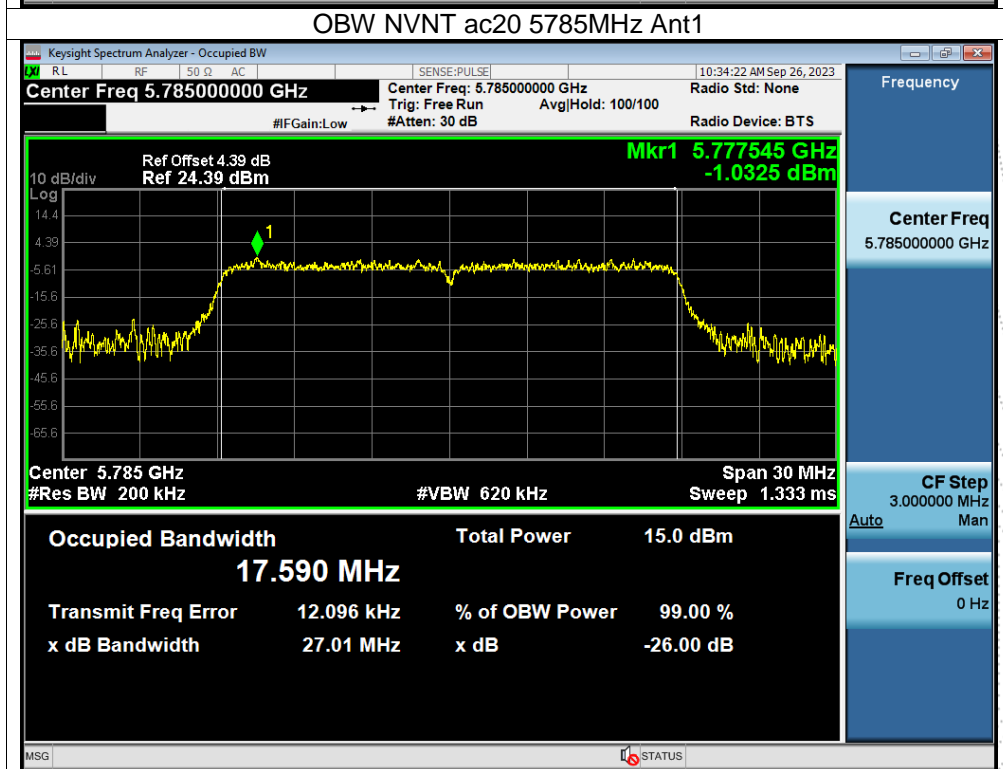 OBW NVNT ac20 5785MHz Ant1
Keysight Spectrum Analyzer - Occupied BW
LXI RL RF 50 Ω AC SENSE:PULSE 10:34:22 AM Sep 26, 2023
Center Freq 5.785000000 GHz
Center Freq: 5.785000000 GHz Radio Std: None
Trig: Free Run Avg|Hold: 100/100
#IFGain:Low #Atten: 30 dB Radio Device: BTS
Frequency
Mkr1 5.777545 GHz
-1.0325 dBm
Ref Offset 4.39 dB
10 dB/div Ref 24.39 dBm
Log
14.4
4.39
-5.61
-15.6
-25.6
-35.6
-45.6
-55.6
-65.6
1
Center 5.785 GHz Span 30 MHz
#Res BW 200 kHz #VBW 620 kHz Sweep 1.333 ms
Occupied Bandwidth Total Power 15.0 dBm
17.590 MHz
Transmit Freq Error 12.096 kHz % of OBW Power 99.00 %
x dB Bandwidth 27.01 MHz x dB -26.00 dB
Center Freq
5.785000000 GHz
CF Step
3.000000 MHz
Auto Man
Freq Offset
0 Hz
MSG STATUS